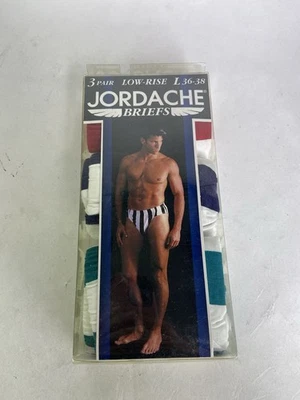 3 PAIR LOW-RISE L 36-38
JORDACHE
BRIEFS